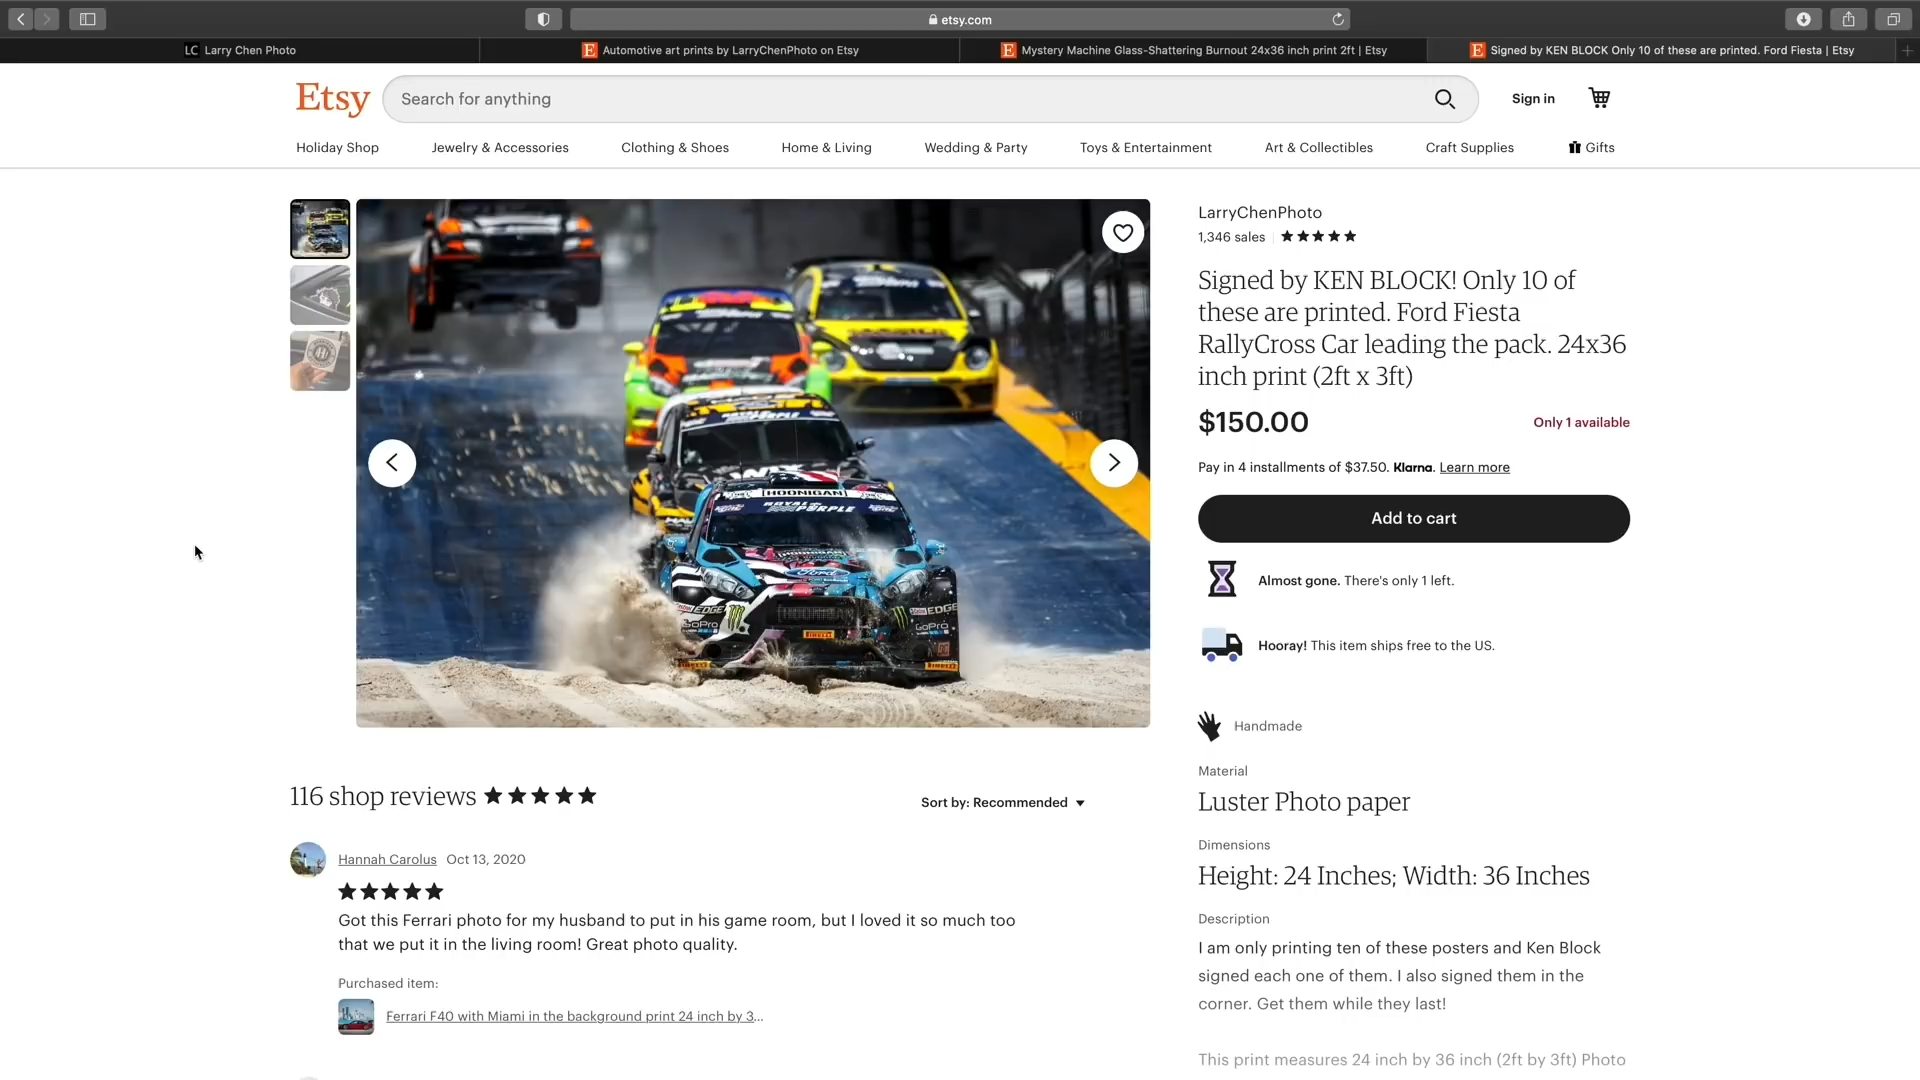 etsy.com
LC Larry Chen Photo
E Automotive art prints by LarryChenPhoto on Etsy
E Mystery Machine Glass-Shattering Burnout 24x36 inch print 2ft | Etsy
E Signed by KEN BLOCK Only 10 of these are printed. Ford Fiesta | Etsy
Etsy
Search for anything
Sign in
Holiday Shop
Jewelry & Accessories
Clothing & Shoes
Home & Living
Wedding & Party
Toys & Entertainment
Art & Collectibles
Craft Supplies
Gifts
HOONIGAN
ROYAL PURPLE
Ford
EDGE
GoPro
PIRELLI
EDGE
GoPro
LarryChenPhoto
1,346 sales
Signed by KEN BLOCK! Only 10 of
these are printed. Ford Fiesta
RallyCross Car leading the pack. 24x36
inch print (2ft x 3ft)
$150.00
Only 1 available
Pay in 4 installments of $37.50. Klarna. Learn more
Add to cart
Almost gone. There's only 1 left.
Hooray! This item ships free to the US.
Handmade
Material
Luster Photo paper
Dimensions
Height: 24 Inches; Width: 36 Inches
Description
I am only printing ten of these posters and Ken Block
signed each one of them. I also signed them in the
corner. Get them while they last!
This print measures 24 inch by 36 inch (2ft by 3ft) Photo
116 shop reviews
Sort by: Recommended
Hannah Carolus Oct 13, 2020
Got this Ferrari photo for my husband to put in his game room, but I loved it so much too
that we put it in the living room! Great photo quality.
Purchased item:
Ferrari F40 with Miami in the background print 24 inch by 3...